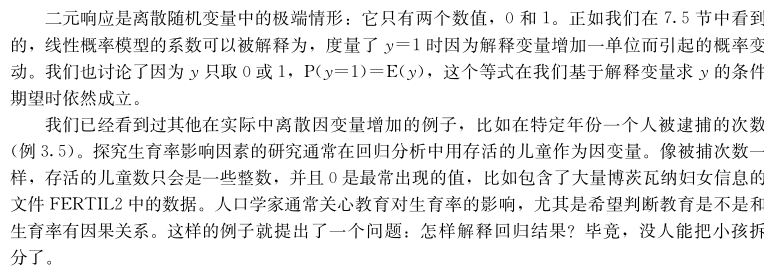 二元响应是离散随机变量中的极端情形：它只有两个数值，0 和 1。正如我们在 7.5 节中看到
的，线性概率模型的系数可以被解释为，度量了 y=1 时因为解释变量增加一单位而引起的概率变
动。我们也讨论了因为 y 只取 0 或 1，P(y=1)=E(y)，这个等式在我们基于解释变量求 y 的条件
期望时依然成立。
我们已经看到过其他在实际中离散因变量增加的例子，比如在特定年份一个人被逮捕的次数
(例 3.5)。探究生育率影响因素的研究通常在回归分析中用存活的儿童作为因变量。像被捕次数一
样，存活的儿童数只会是一些整数，并且 0 是最常出现的值，比如包含了大量博茨瓦纳妇女信息的
文件 FERTIL2 中的数据。人口学家通常关心教育对生育率的影响，尤其是希望判断教育是不是和
生育率有因果关系。这样的例子就提出了一个问题：怎样解释回归结果？毕竟，没人能把小孩拆
分了。